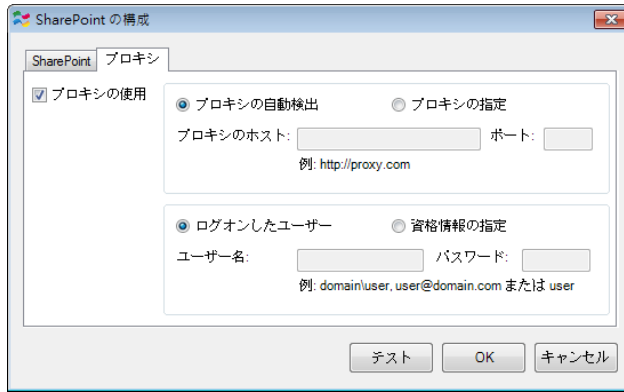 SharePoint の構成
SharePoint プロキシ
プロキシの使用
プロキシの自動検出 プロキシの指定
プロキシのホスト: ポート:
例: http://proxy.com
ログオンしたユーザー 資格情報の指定
ユーザー名: パスワード:
例: domain\user, user@domain.com または user
テスト OK キャンセル